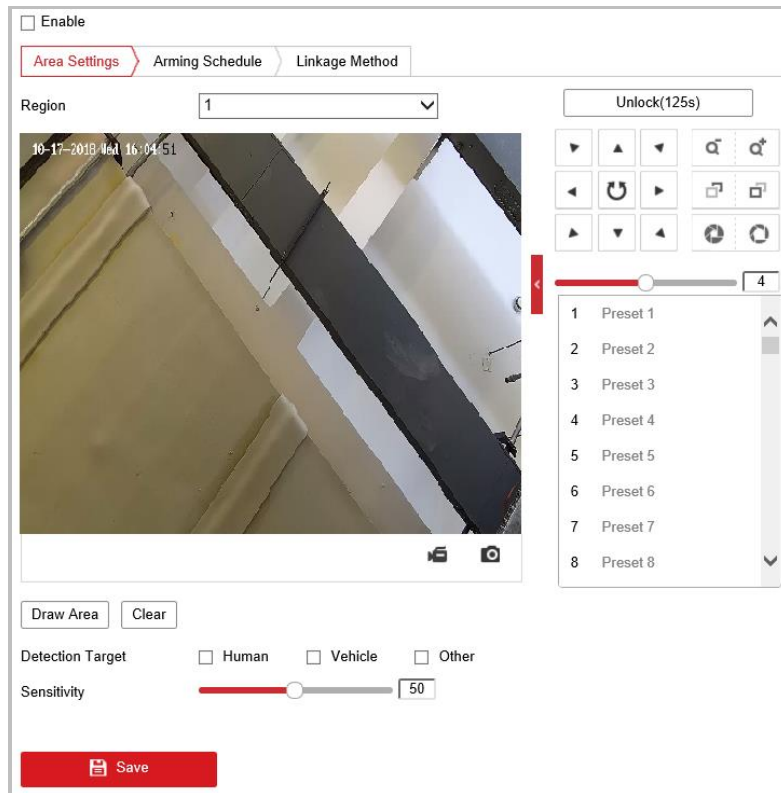 Enable
Area Settings Arming Schedule Linkage Method
Region 1
Unlock(125s)
10-17-2018 Wed 16:04:51
4
1 Preset 1
2 Preset 2
3 Preset 3
4 Preset 4
5 Preset 5
6 Preset 6
7 Preset 7
8 Preset 8
Draw Area Clear
Detection Target Human Vehicle Other
Sensitivity 50
Save